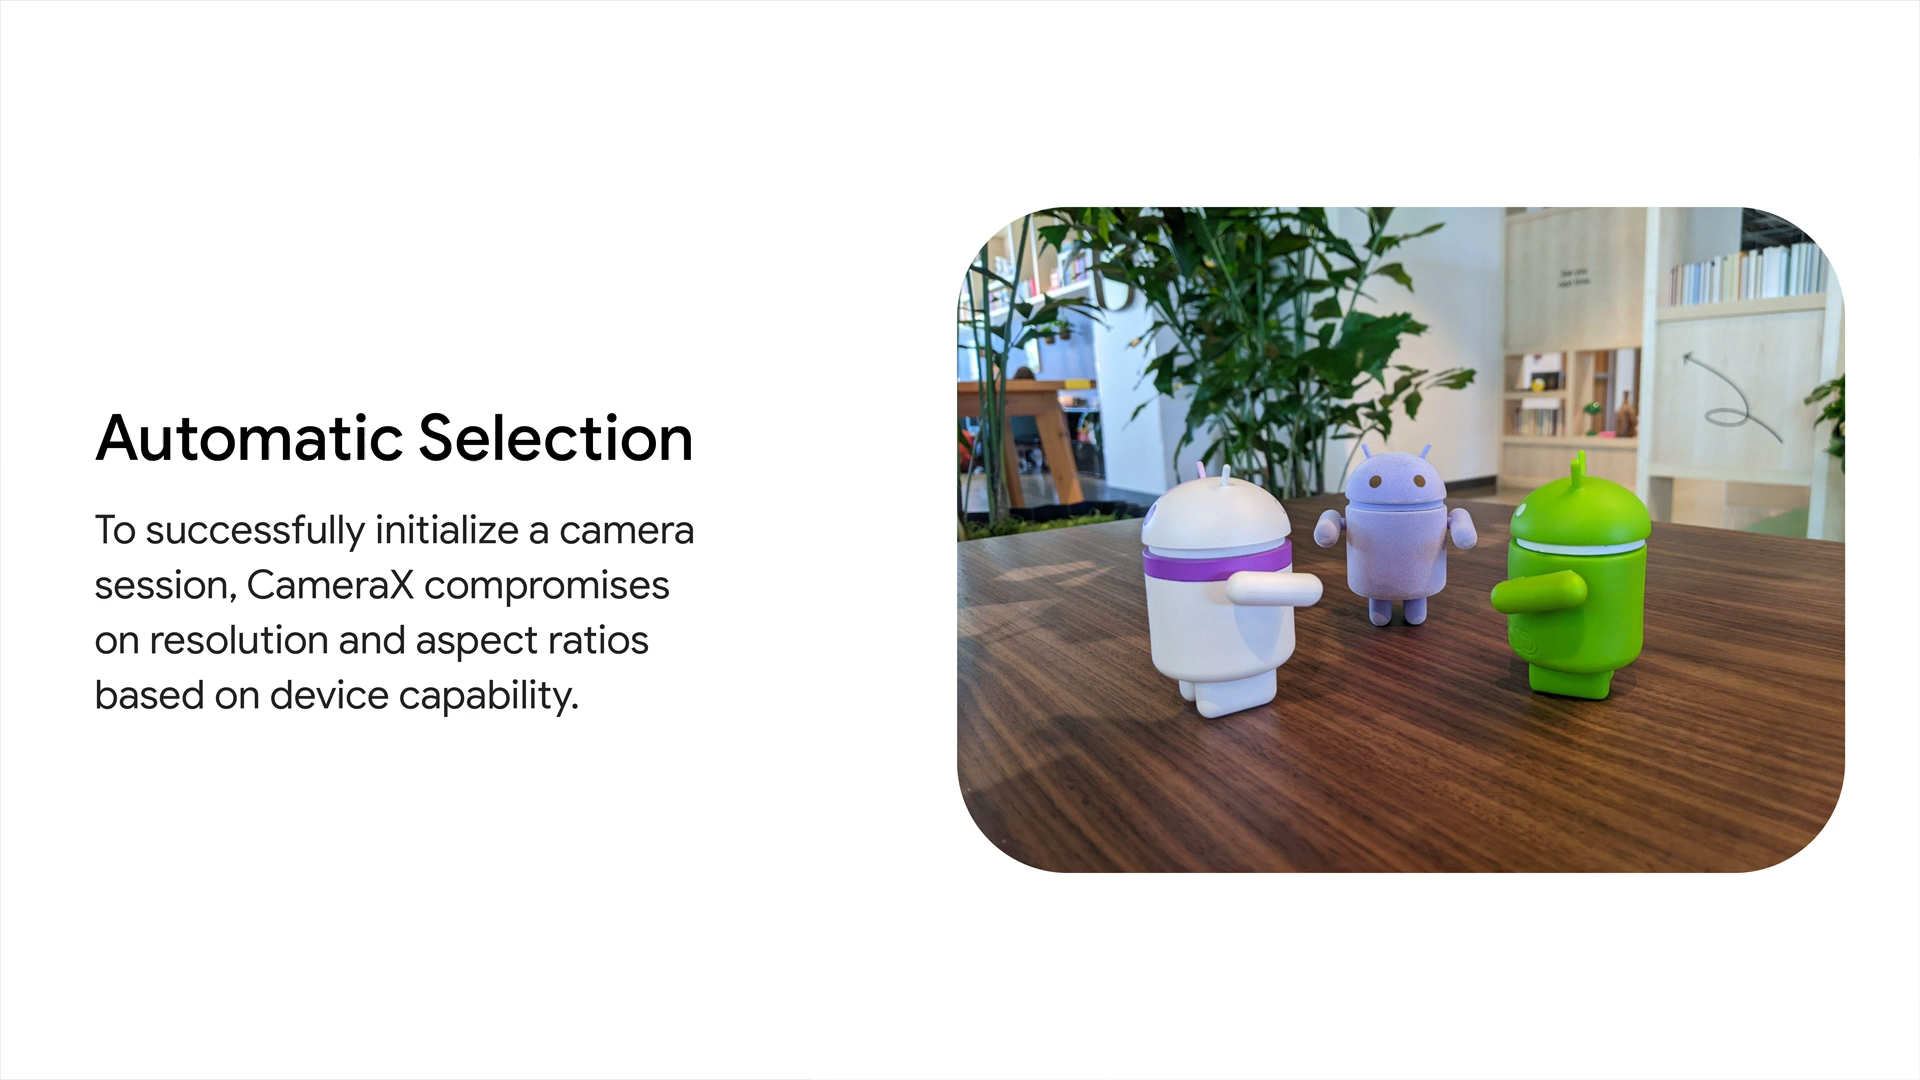 Automatic Selection
To successfully initialize a camera
session, CameraX compromises
on resolution and aspect ratios
based on device capability.